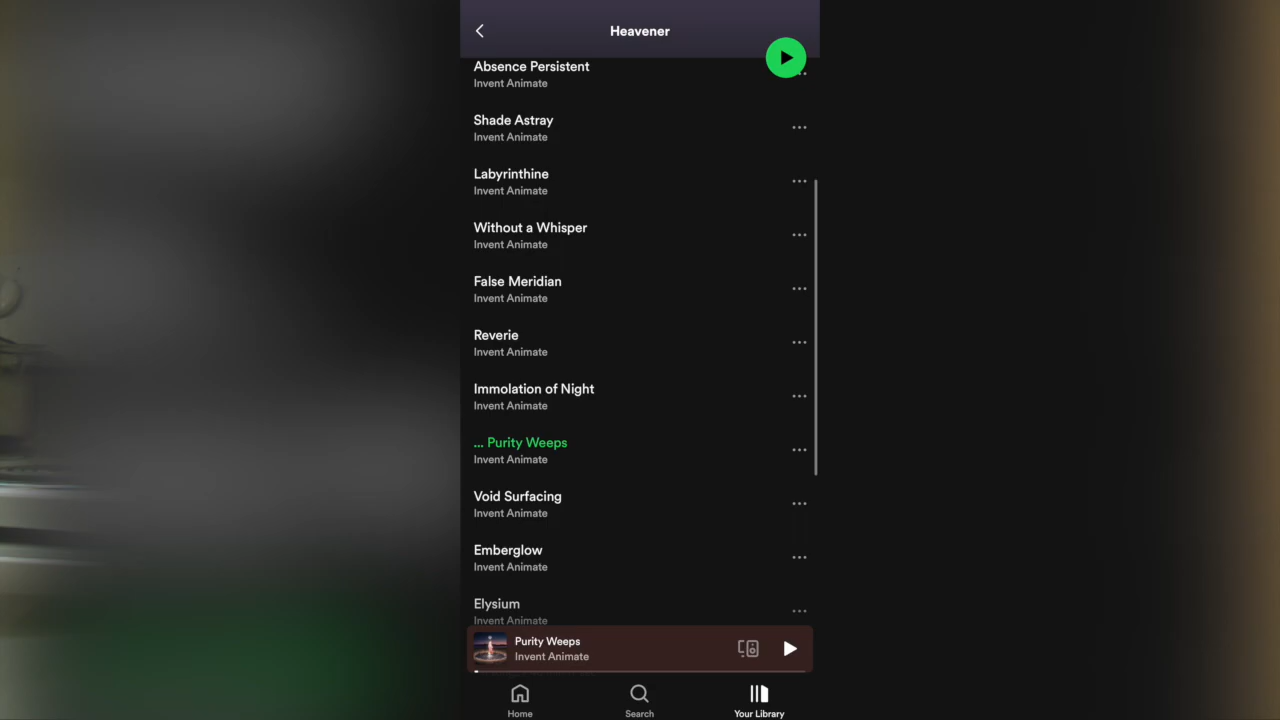 Heavener
Absence Persistent
Invent Animate
Shade Astray
Invent Animate
Labyrinthine
Invent Animate
Without a Whisper
Invent Animate
False Meridian
Invent Animate
Reverie
Invent Animate
Immolation of Night
Invent Animate
... Purity Weeps
Invent Animate
Void Surfacing
Invent Animate
Emberglow
Invent Animate
Elysium
Invent Animate
Purity Weeps
Invent Animate
Home
Search
Your Library